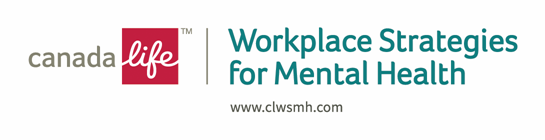 canada life™
Workplace Strategies
for Mental Health
www.clwsmh.com